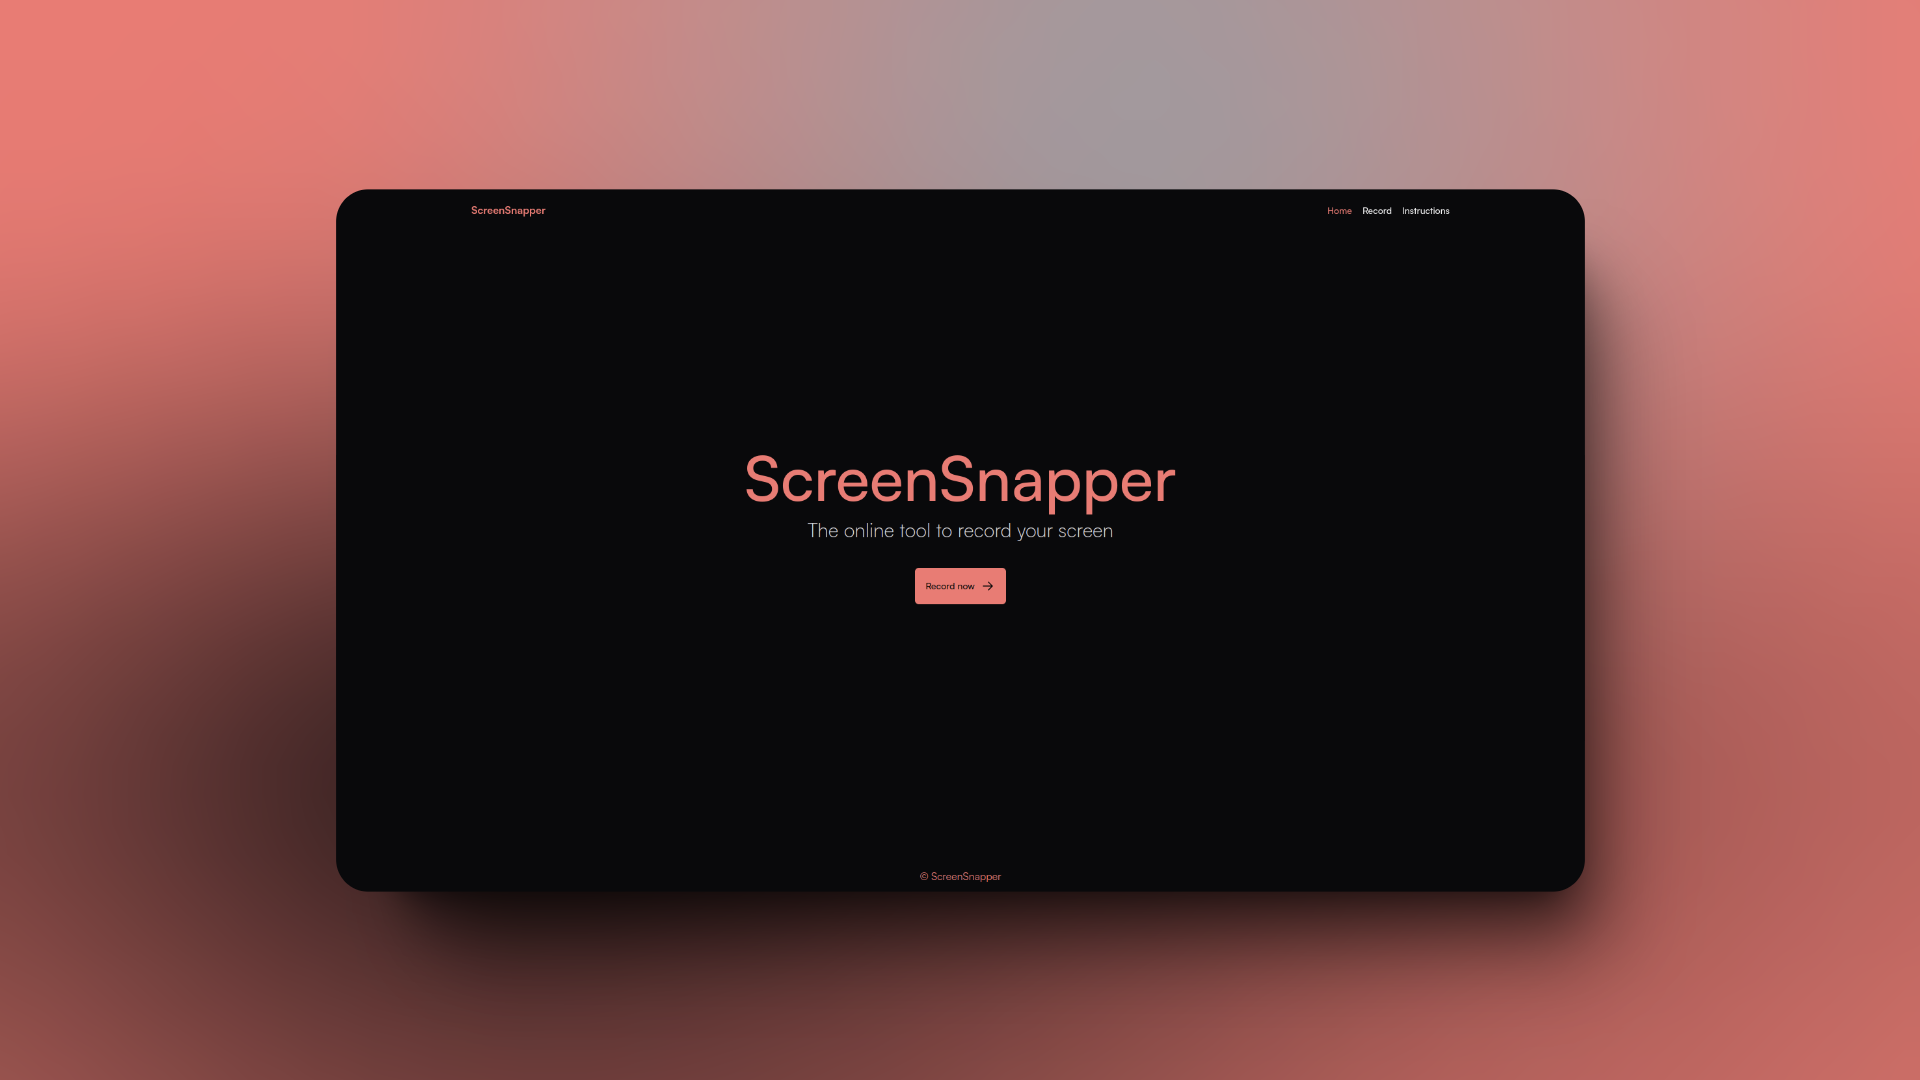 ScreenSnapper
Home Record Instructions
ScreenSnapper
The online tool to record your screen
Record now
© ScreenSnapper